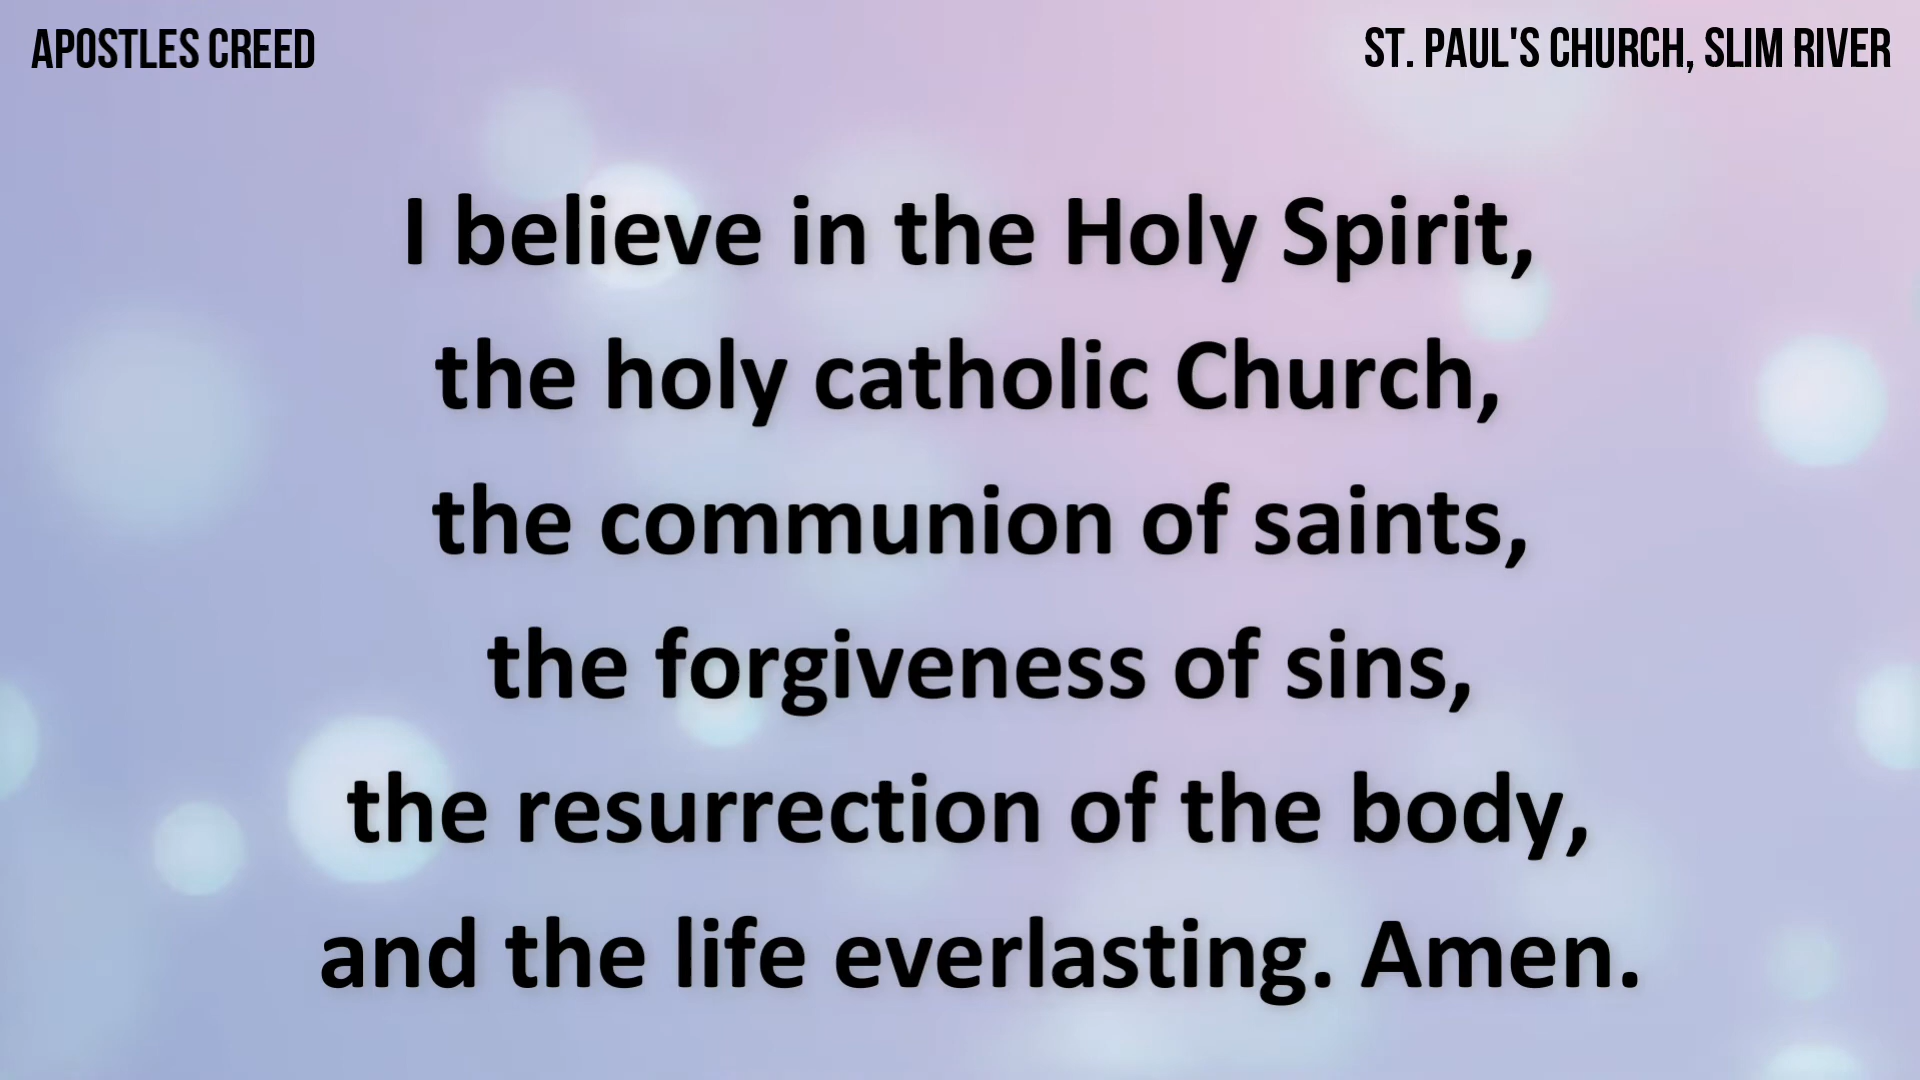 APOSTLES CREED
ST. PAUL'S CHURCH, SLIM RIVER
I believe in the Holy Spirit,
the holy catholic Church,
the communion of saints,
the forgiveness of sins,
the resurrection of the body,
and the life everlasting. Amen.